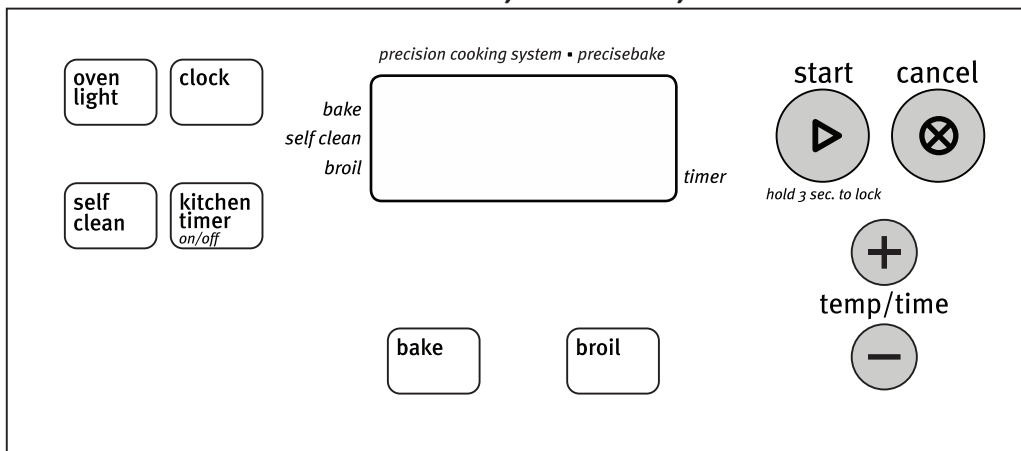 oven
light
clock
self
clean
kitchen
timer
on/off
precision cooking system ▪ precisebake
bake
self clean
broil
timer
bake
broil
start
cancel
hold 3 sec. to lock
temp/time